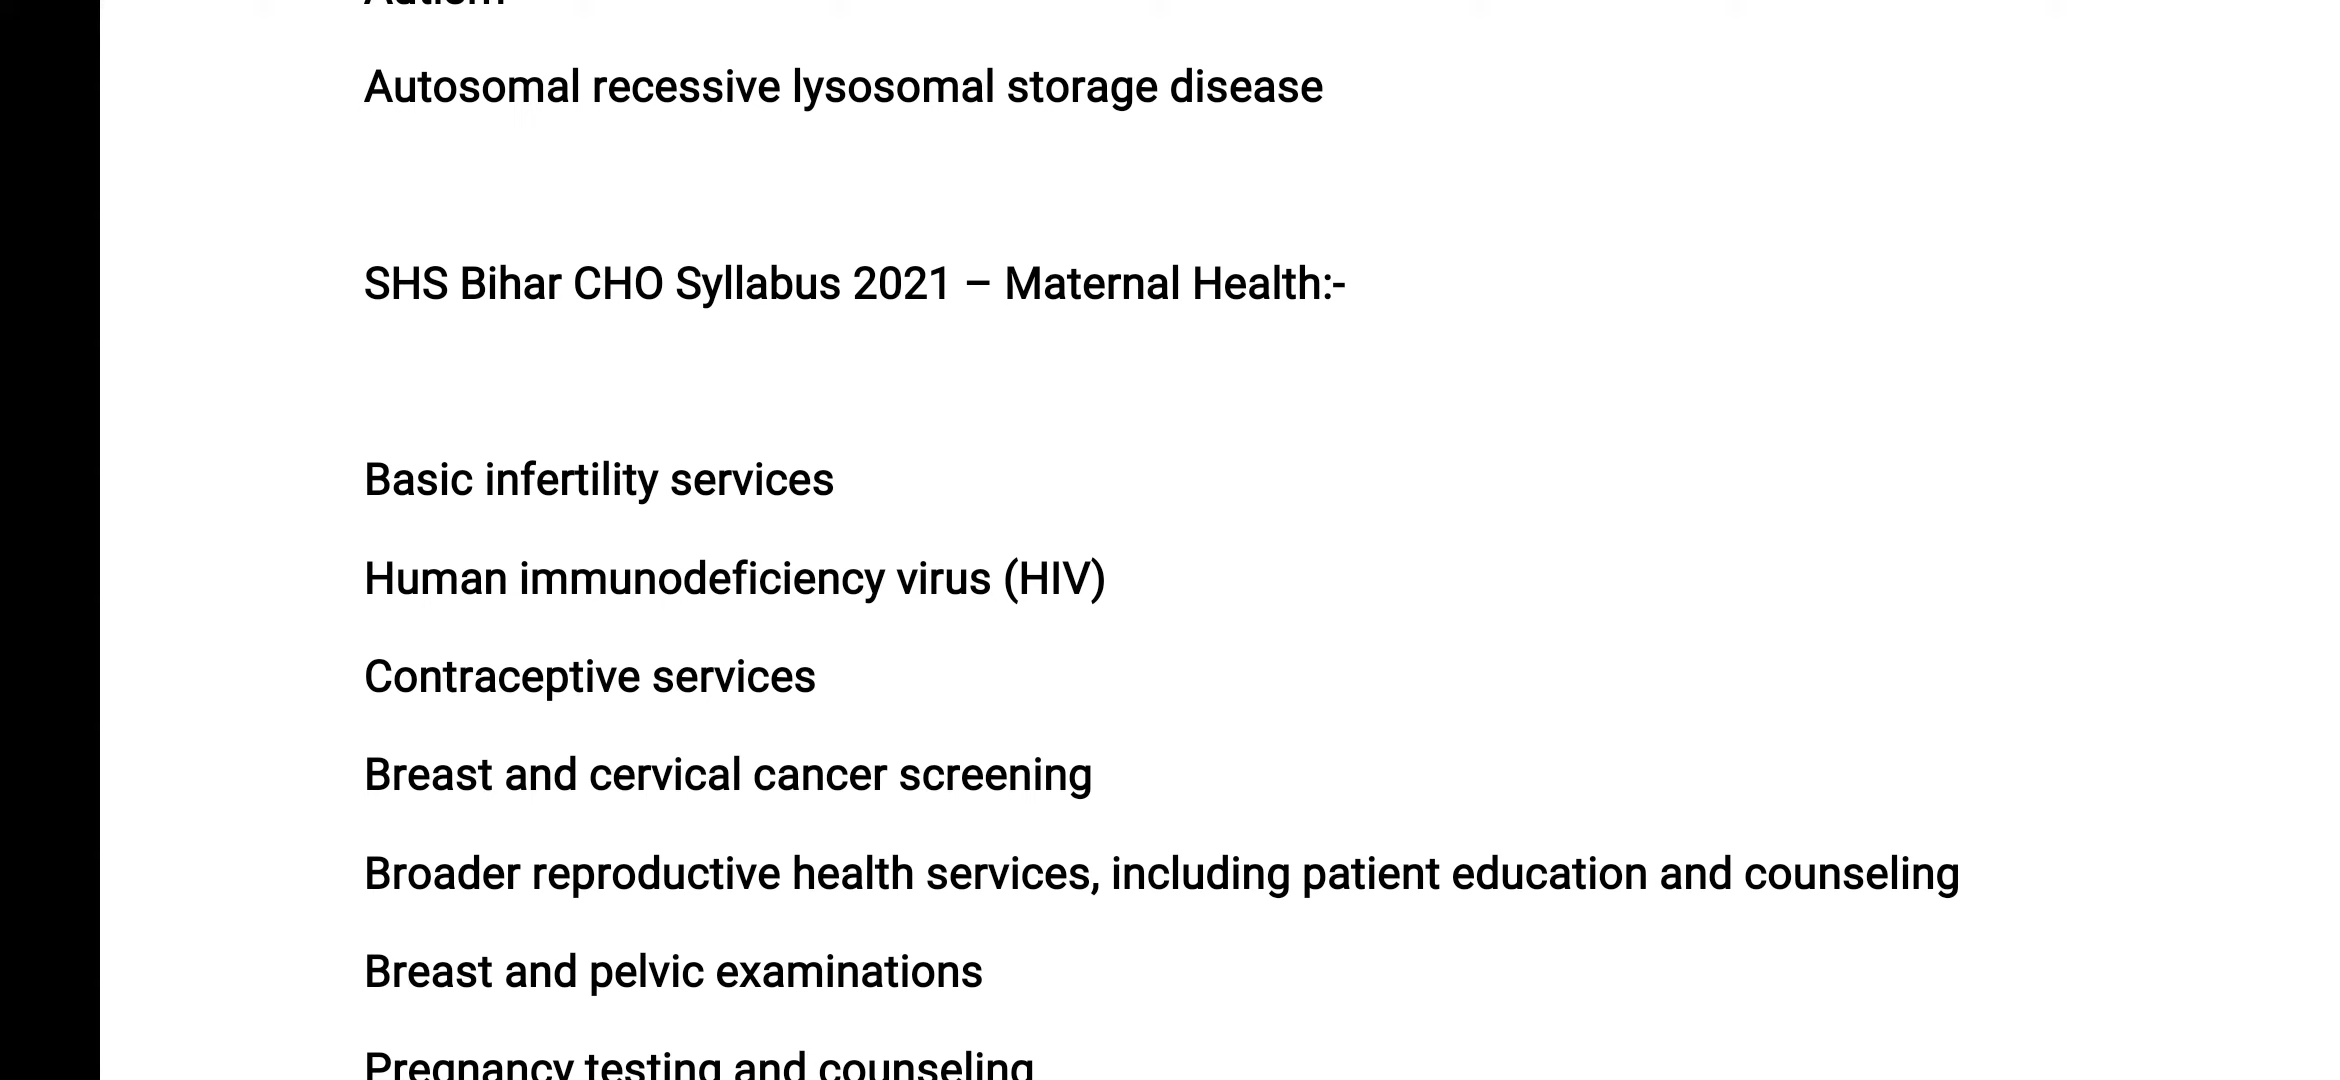 Autism
Autosomal recessive lysosomal storage disease
SHS Bihar CHO Syllabus 2021 – Maternal Health:-
Basic infertility services
Human immunodeficiency virus (HIV)
Contraceptive services
Breast and cervical cancer screening
Broader reproductive health services, including patient education and counseling
Breast and pelvic examinations
Pregnancy testing and counseling